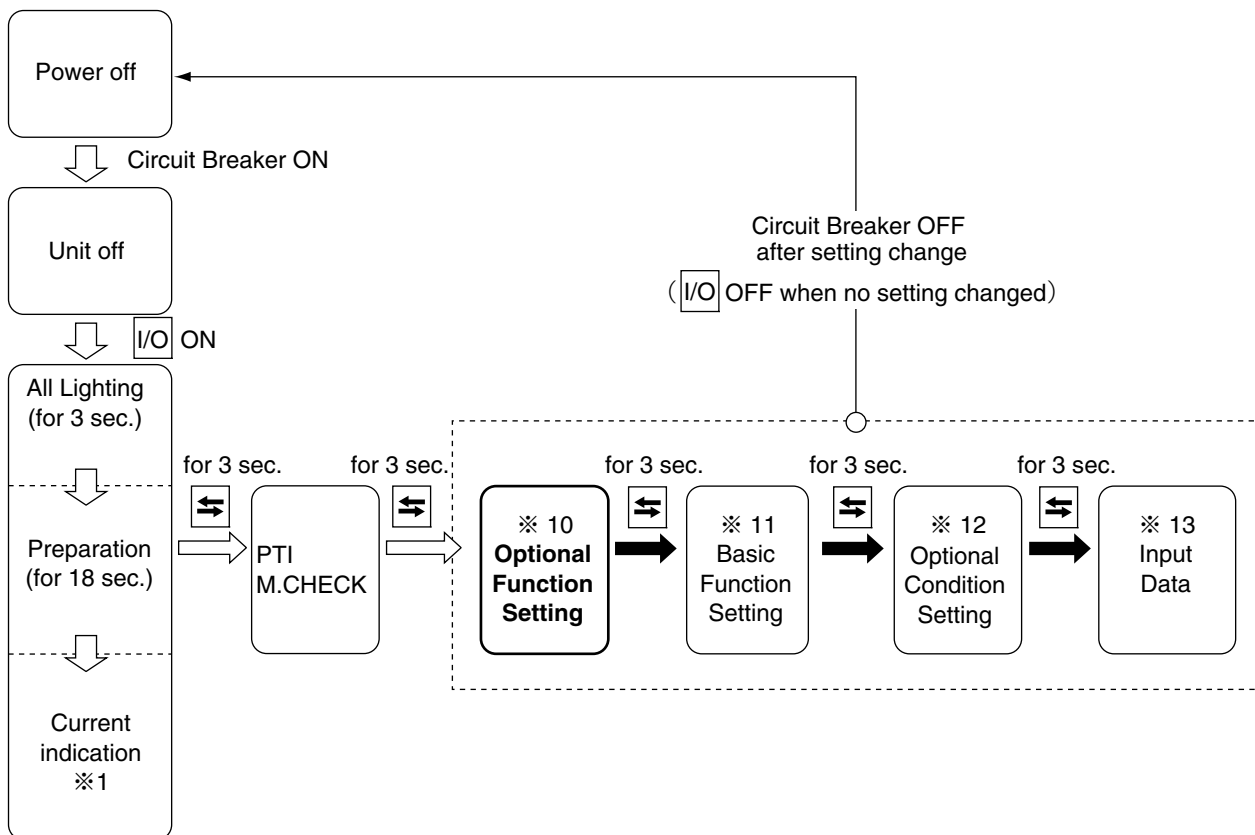 Power off
Circuit Breaker ON
Unit off
Circuit Breaker OFF
after setting change
( I/O OFF when no setting changed)
I/O ON
All Lighting
(for 3 sec.)
for 3 sec.
for 3 sec.
for 3 sec.
for 3 sec.
for 3 sec.
Preparation
(for 18 sec.)
PTI
M.CHECK
※ 10
Optional
Function
Setting
※ 11
Basic
Function
Setting
※ 12
Optional
Condition
Setting
※ 13
Input
Data
Current
indication
※1